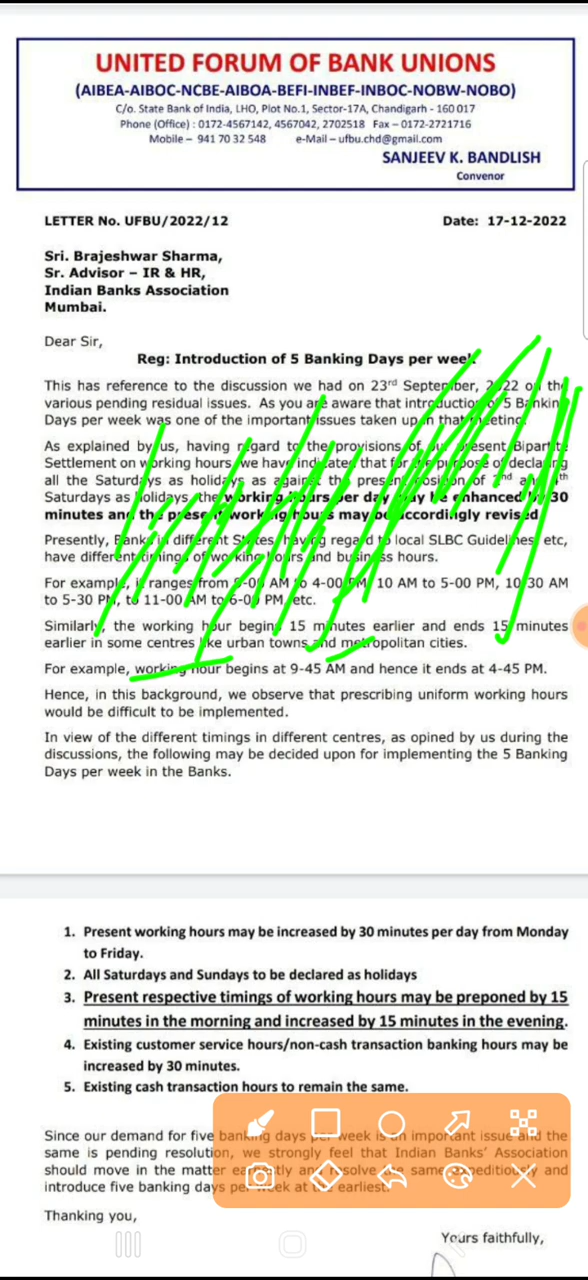 UNITED FORUM OF BANK UNIONS
(AIBEA-AIBOC-NCBE-AIBOA-BEFI-INBEF-INBOC-NOBW-NOBO)
C/o. State Bank of India, LHO, Plot No.1, Sector-17A, Chandigarh - 160 017
Phone (Office) : 0172-4567142, 4567042, 2702518 Fax – 0172-2721716
Mobile – 941 70 32 548 e-Mail – ufbu.chd@gmail.com
SANJEEV K. BANDLISH
Convenor
LETTER No. UFBU/2022/12 Date: 17-12-2022
Sri. Brajeshwar Sharma,
Sr. Advisor – IR & HR,
Indian Banks Association
Mumbai.
Dear Sir,
Reg: Introduction of 5 Banking Days per week
This has reference to the discussion we had on 23rd September, 2022 on the
various pending residual issues. As you are aware that introduction of 5 Banking
Days per week was one of the important issues taken up in that meeting.
As explained by us, having regard to the provisions of our present Bipartite
Settlement on working hours we have indicated that for the purpose of declaring
all the Saturdays as holidays as against the present position of 2nd and 4th
Saturdays as holidays the working hours per day may be enhanced by 30
minutes and the present working hours may be accordingly revised
Presently, Banks in different States, having regard to local SLBC Guidelines etc,
have different timings of working hours and business hours.
For example, it ranges from 9-00 AM to 4-00 PM, 10 AM to 5-00 PM, 10-30 AM
to 5-30 PM, to 11-00 AM to 6-00 PM, etc.
Similarly, the working hour begins 15 minutes earlier and ends 15 minutes
earlier in some centres like urban towns and metropolitan cities.
For example, working hour begins at 9-45 AM and hence it ends at 4-45 PM.
Hence, in this background, we observe that prescribing uniform working hours
would be difficult to be implemented.
In view of the different timings in different centres, as opined by us during the
discussions, the following may be decided upon for implementing the 5 Banking
Days per week in the Banks.
1. Present working hours may be increased by 30 minutes per day from Monday
to Friday.
2. All Saturdays and Sundays to be declared as holidays
3. Present respective timings of working hours may be preponed by 15
minutes in the morning and increased by 15 minutes in the evening.
4. Existing customer service hours/non-cash transaction banking hours may be
increased by 30 minutes.
5. Existing cash transaction hours to remain the same.
Since our demand for five banking days per week is an important issue and the
same is pending resolution, we strongly feel that Indian Banks' Association
should move in the matter earnestly and resolve the same expeditiously and
introduce five banking days per week at the earliest.
Thanking you,
Yours faithfully,